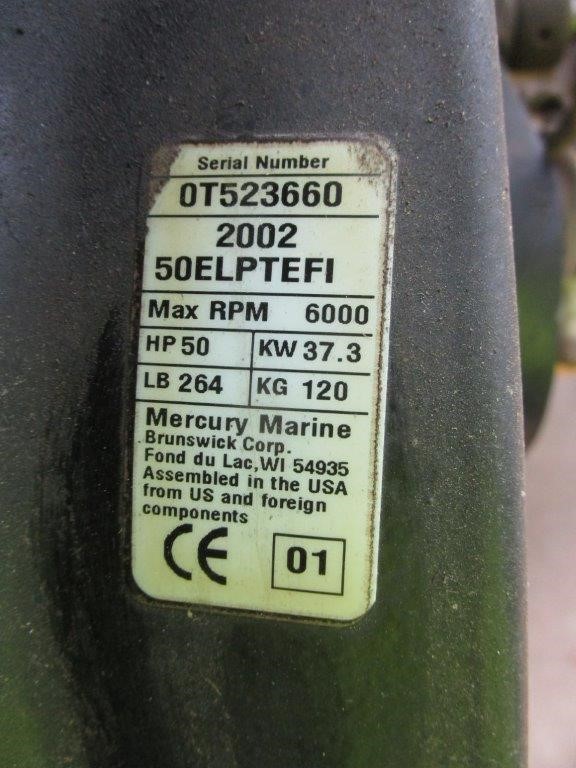 Serial Number
0T523660
2002
50ELPTEFI
Max RPM 6000
HP 50 KW 37.3
LB 264 KG 120
Mercury Marine
Brunswick Corp.
Fond du Lac,WI 54935
Assembled in the USA
from US and foreign
components
CE 01